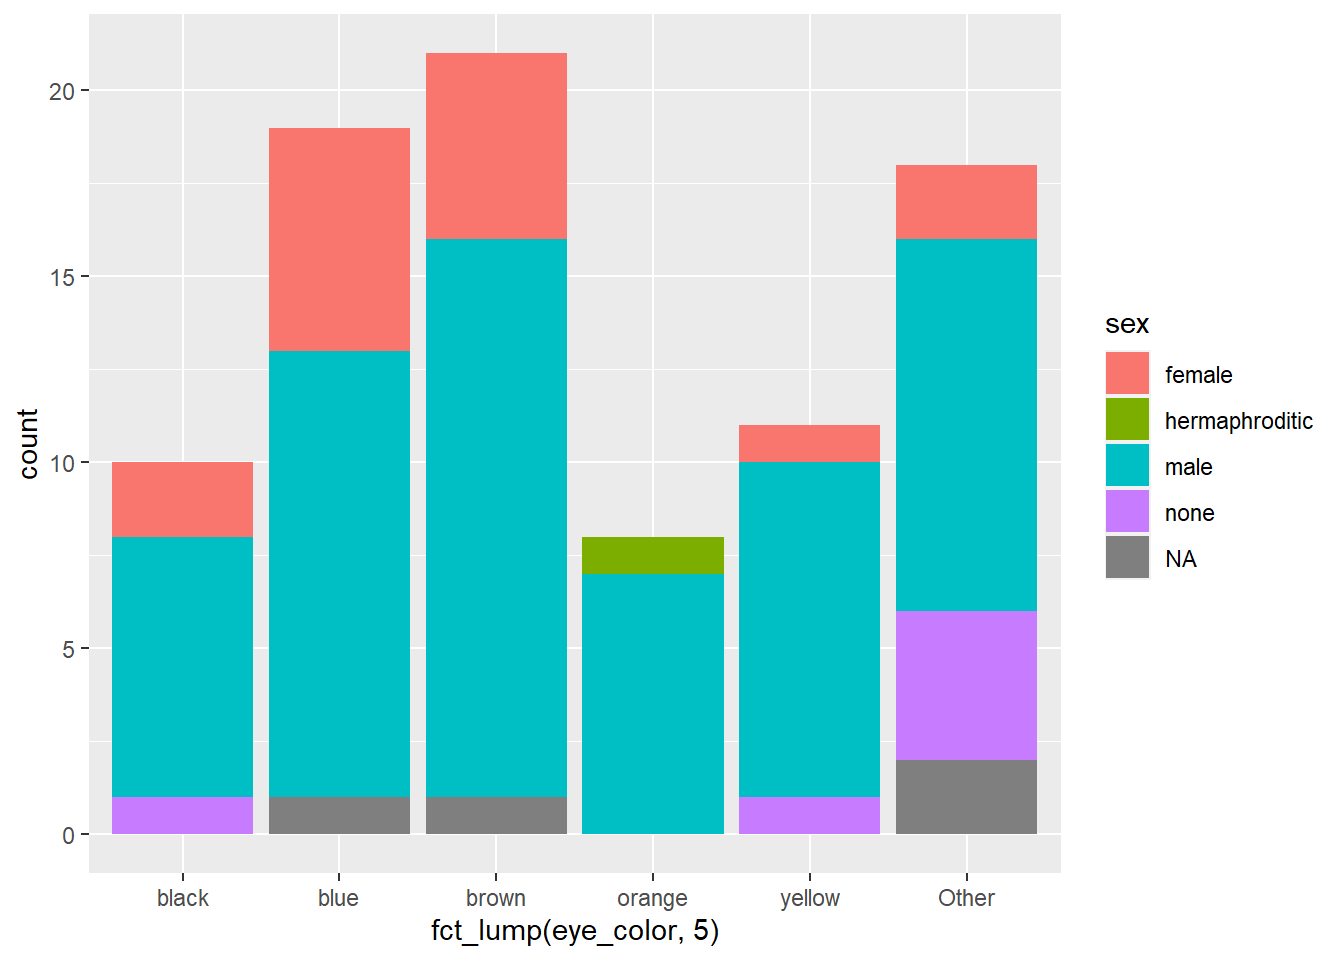 20
15
10
5
0
count
black blue brown orange yellow Other
fct_lump(eye_color, 5)
sex
female
hermaphroditic
male
none
NA